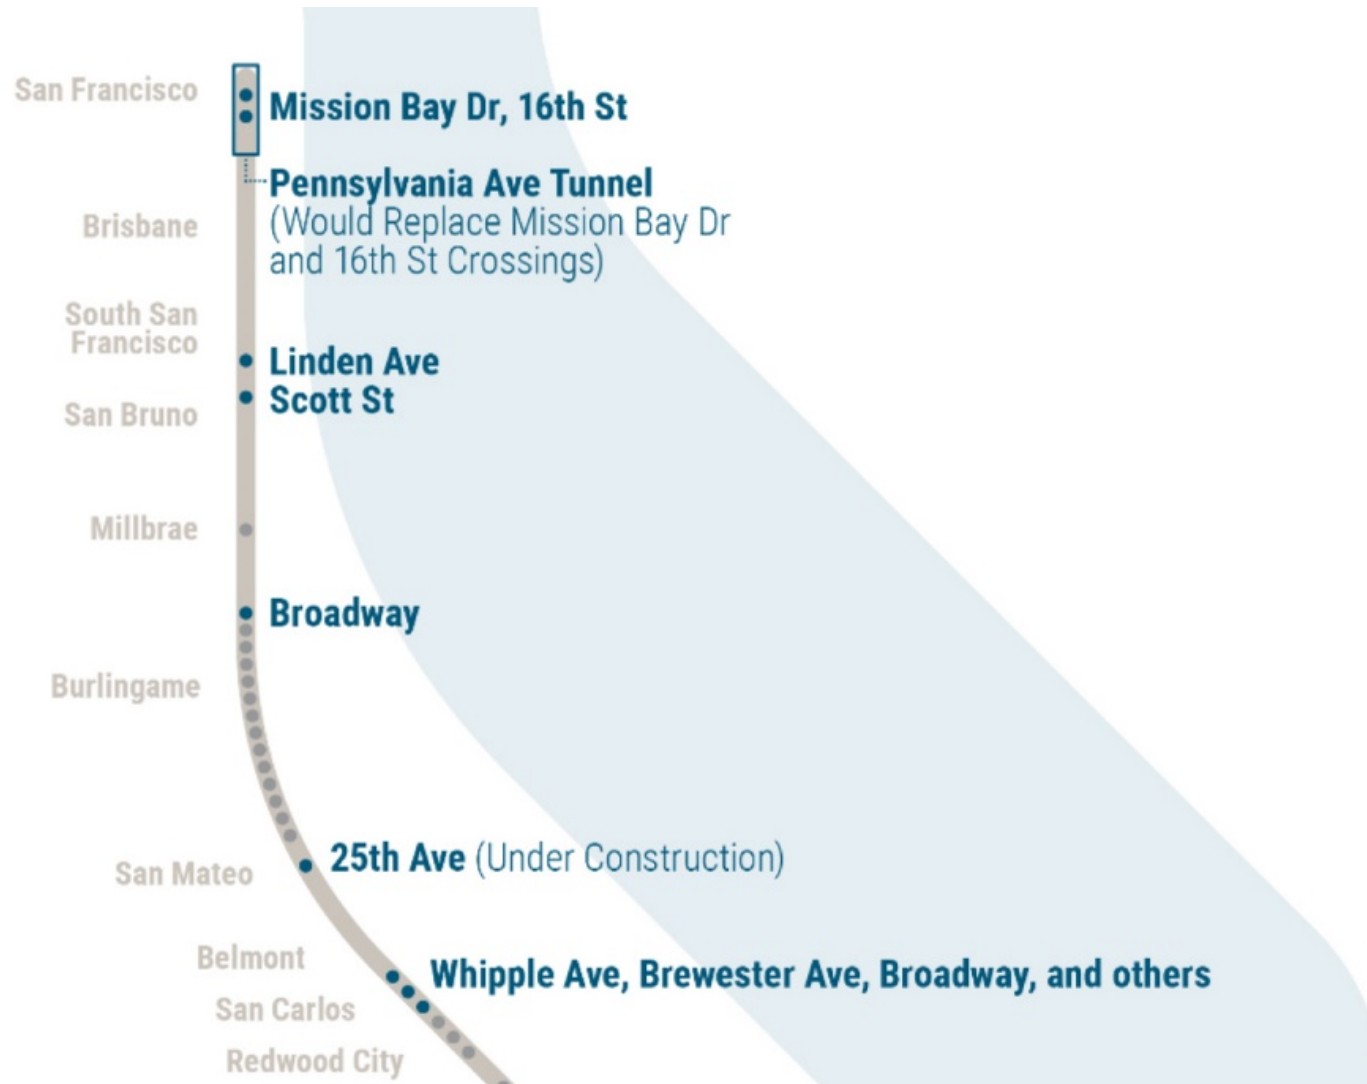 San Francisco
Mission Bay Dr, 16th St
Pennsylvania Ave Tunnel
(Would Replace Mission Bay Dr
and 16th St Crossings)
Brisbane
South San
Francisco
Linden Ave
Scott St
San Bruno
Millbrae
Broadway
Burlingame
25th Ave (Under Construction)
San Mateo
Belmont
Whipple Ave, Brewester Ave, Broadway, and others
San Carlos
Redwood City